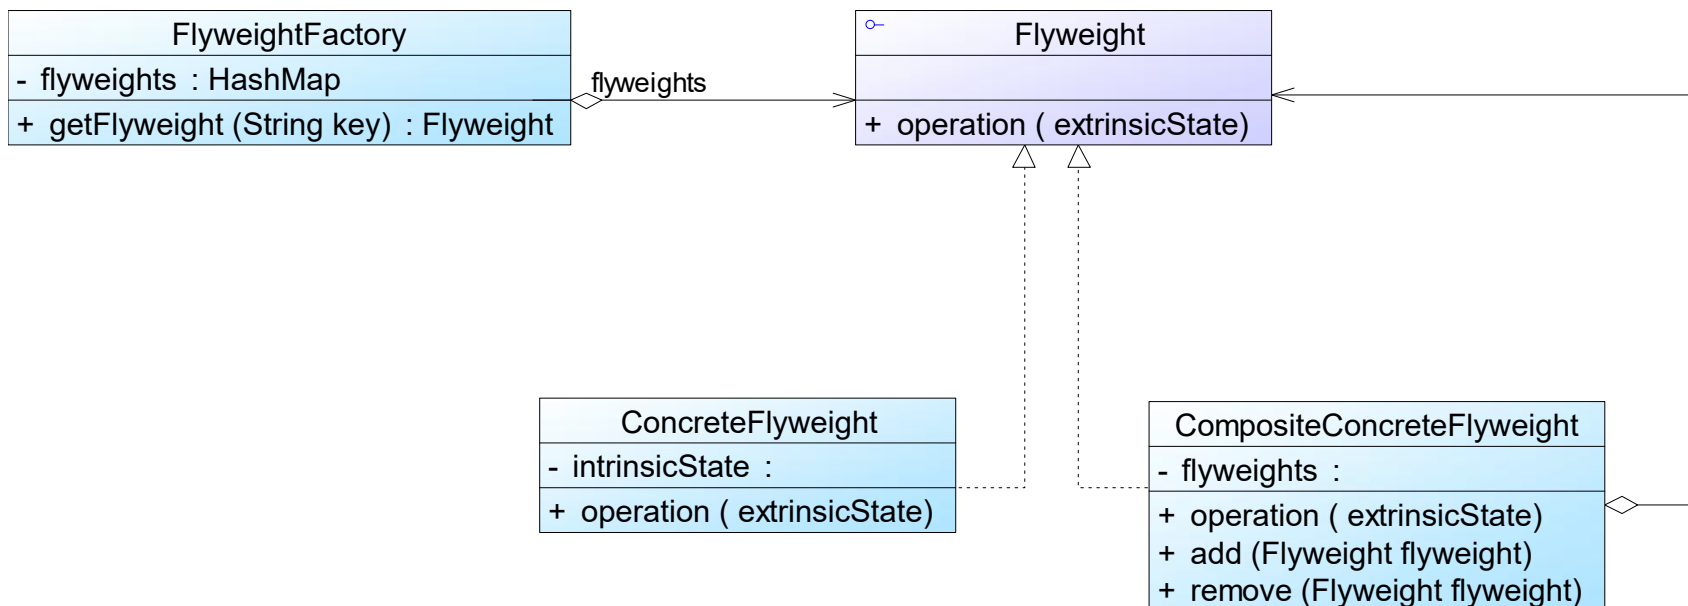 FlyweightFactory
- flyweights : HashMap
+ getFlyweight (String key) : Flyweight
flyweights
Flyweight
+ operation ( extrinsicState)
ConcreteFlyweight
- intrinsicState :
+ operation ( extrinsicState)
CompositeConcreteFlyweight
- flyweights :
+ operation ( extrinsicState)
+ add (Flyweight flyweight)
+ remove (Flyweight flyweight)